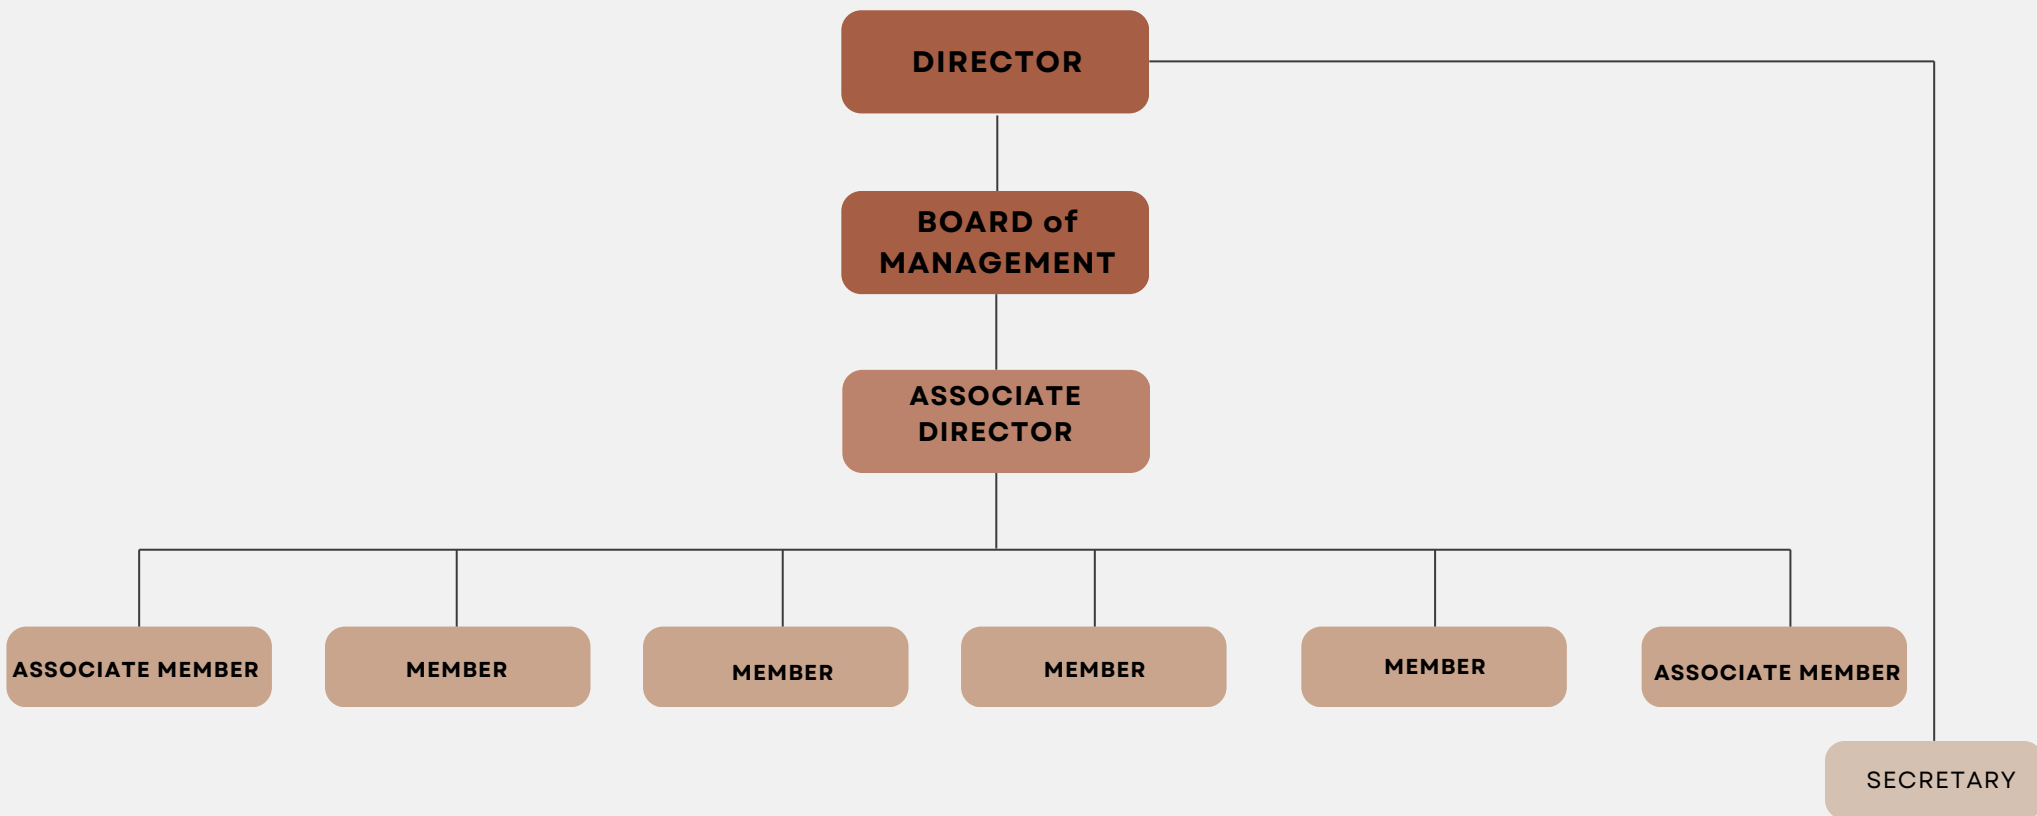 DIRECTOR
BOARD of
MANAGEMENT
ASSOCIATE
DIRECTOR
ASSOCIATE MEMBER
MEMBER
MEMBER
MEMBER
MEMBER
ASSOCIATE MEMBER
SECRETARY